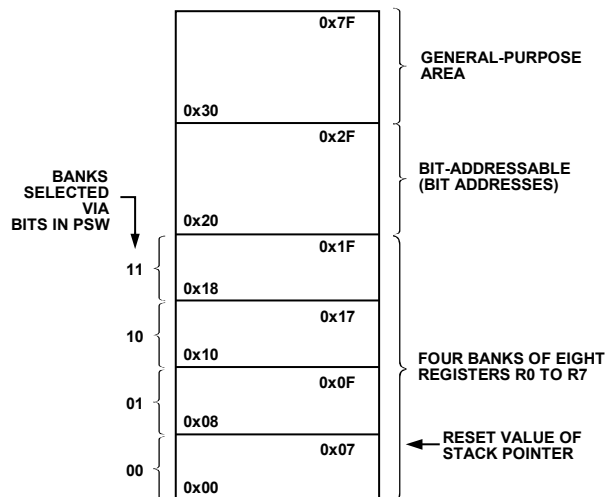 0x7F
GENERAL-PURPOSE
AREA
0x30
0x2F
BIT-ADDRESSABLE
(BIT ADDRESSES)
BANKS
SELECTED
VIA
BITS IN PSW
0x20
0x1F
11
0x18
0x17
10
0x10
FOUR BANKS OF EIGHT
REGISTERS R0 TO R7
0x0F
01
0x08
0x07
RESET VALUE OF
STACK POINTER
00
0x00